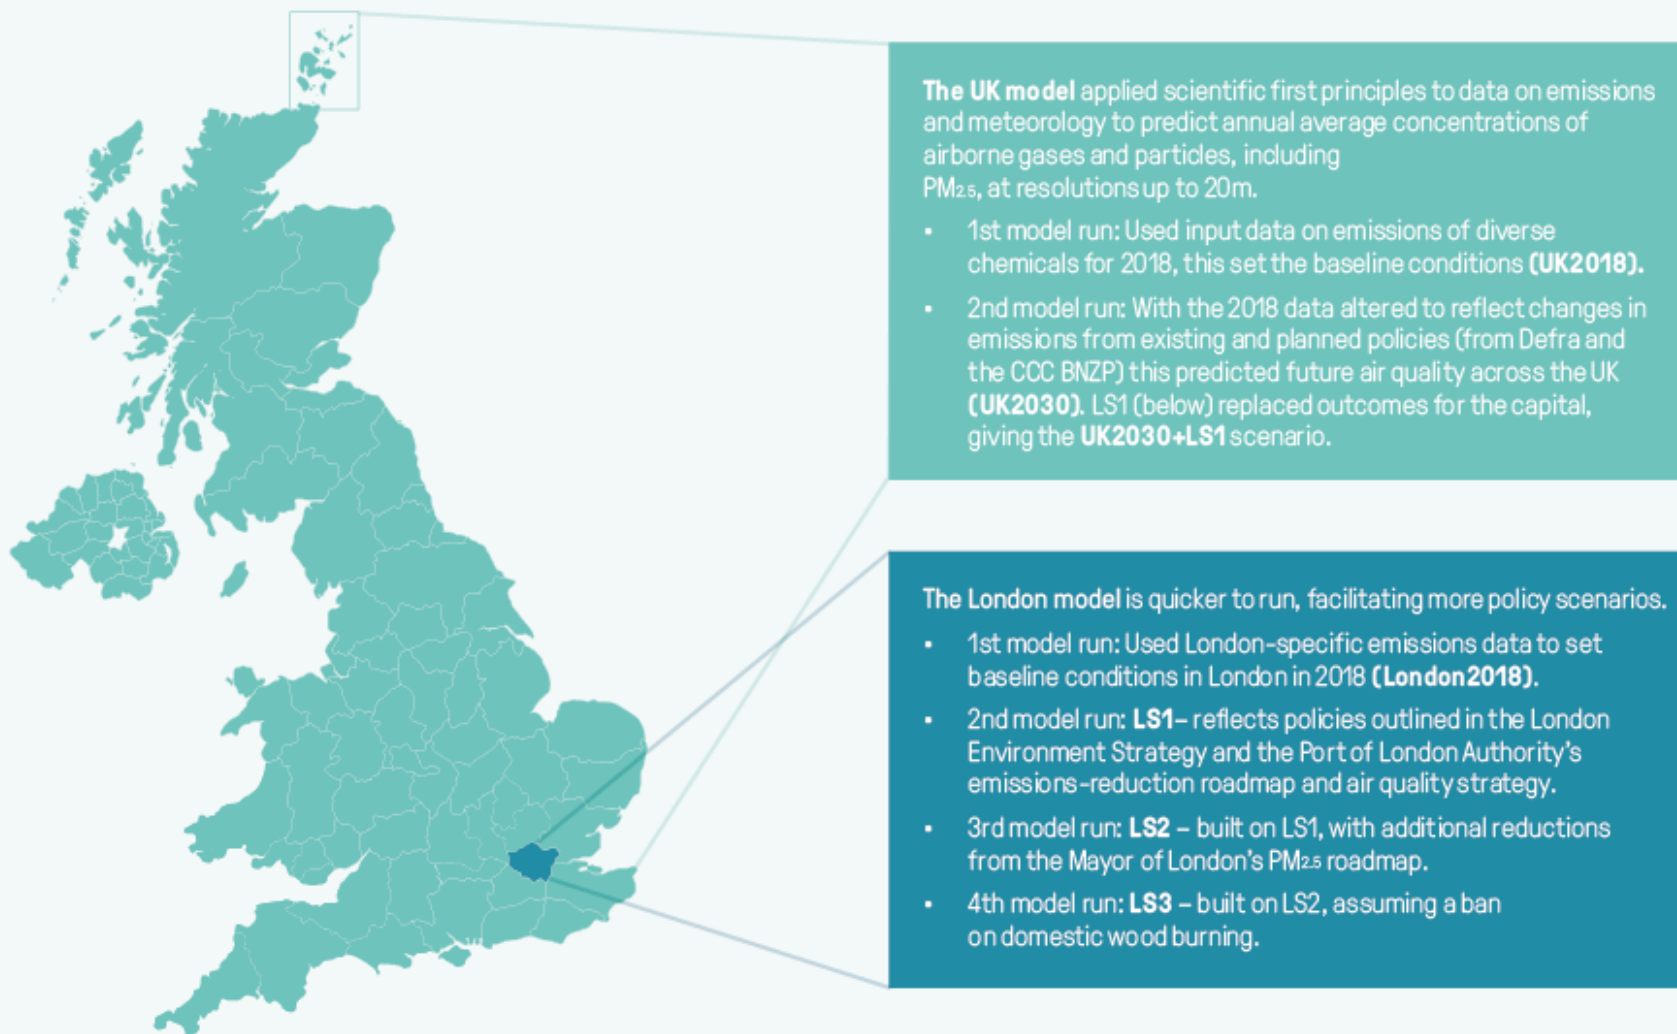 The UK model applied scientific first principles to data on emissions
and meteorology to predict annual average concentrations of
airborne gases and particles, including
PM2.5, at resolutions up to 20m.
▪ 1st model run: Used input data on emissions of diverse
chemicals for 2018, this set the baseline conditions (UK2018).
▪ 2nd model run: With the 2018 data altered to reflect changes in
emissions from existing and planned policies (from Defra and
the CCC BNZP) this predicted future air quality across the UK
(UK2030). LS1 (below) replaced outcomes for the capital,
giving the UK2030+LS1 scenario.
The London model is quicker to run, facilitating more policy scenarios.
▪ 1st model run: Used London-specific emissions data to set
baseline conditions in London in 2018 (London2018).
▪ 2nd model run: LS1– reflects policies outlined in the London
Environment Strategy and the Port of London Authority’s
emissions-reduction roadmap and air quality strategy.
▪ 3rd model run: LS2 – built on LS1, with additional reductions
from the Mayor of London’s PM2.5 roadmap.
▪ 4th model run: LS3 – built on LS2, assuming a ban
on domestic wood burning.